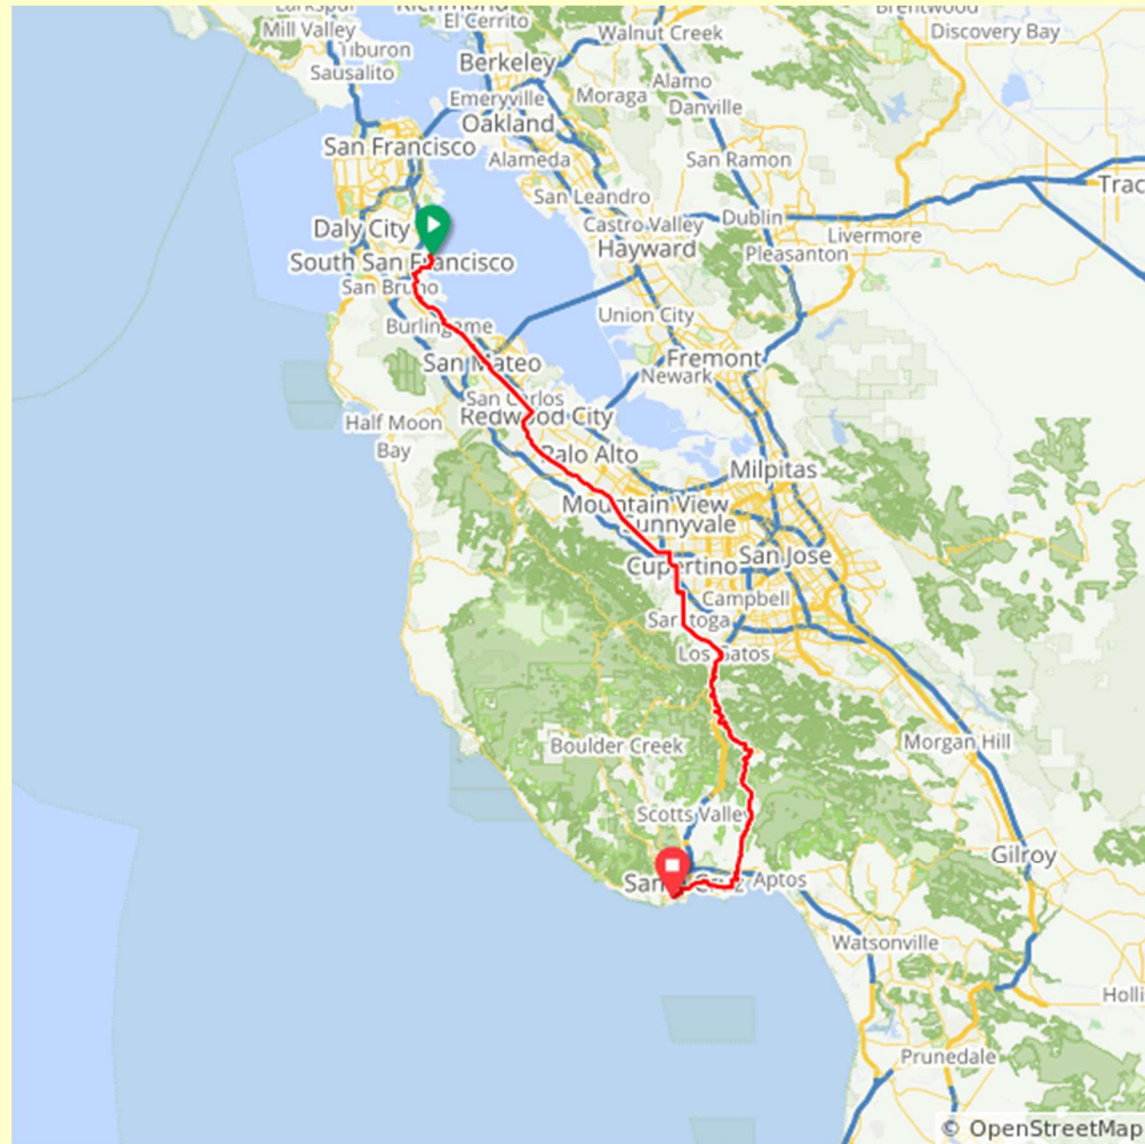 Larkspur
Richmond
Brentwood
El Cerrito
Mill Valley
Walnut Creek
Discovery Bay
Tiburon
Berkeley
Sausalito
Alamo
Emeryville
Moraga
Danville
Oakland
San Francisco
Alameda
San Ramon
Trac
San Leandro
Dublin
Castro Valley
Daly City
Livermore
Hayward
Pleasanton
South San Francisco
San Bruno
Union City
Burlingame
San Mateo
Fremont
Newark
San Carlos
Redwood City
Half Moon
Bay
Palo Alto
Milpitas
Mountain View
Sunnyvale
San Jose
Cupertino
Campbell
Saratoga
Los Gatos
Morgan Hill
Boulder Creek
Scotts Valley
Gilroy
Santa Cruz
Aptos
Watsonville
Holli
Prunedale
© OpenStreetMap